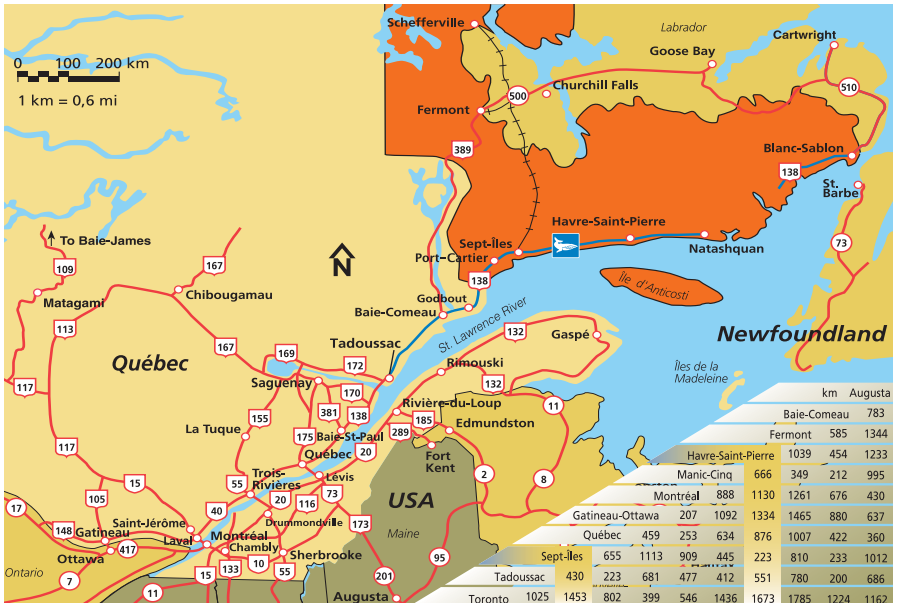 Schefferville
Labrador
Cartwright
Goose Bay
0 100 200 km
1 km = 0,6 mi
Churchill Falls
500
510
Fermont
389
Blanc-Sablon
138
St.
Barbe
Havre-Saint-Pierre
To Baie-James
167
N
Sept-Îles
Natashquan
73
Port-Cartier
109
138
Île d'Anticosti
Matagami
Chibougamau
Godbout
Baie-Comeau
St. Lawrence River
113
132
Gaspé
Newfoundland
167
Tadoussac
169
Québec
172
Rimouski
Îles de la
Madeleine
Saguenay
132
117
170
Rivière-du-Loup
11
155
381
138
185
La Tuque
175
Baie-St-Paul
289
Edmundston
117
Québec
20
Fort
Kent
Trois-
Rivières
Lévis
2
8
15
55
73
USA
105
20
116
17
40
Drummondville
173
148
Saint-Jérôme
Maine
Gatineau
Laval
Montréal
Ottawa
417
Chambly
Sherbrooke
95
Ontario
7
10
15
133
55
201
11
Augusta
km Augusta
Baie-Comeau 783
Fermont 585 1344
Havre-Saint-Pierre 1039 454 1233
Manic-Cinq 666 349 212 995
Montréal 888 1130 1261 676 430
Gatineau-Ottawa 207 1092 1334 1465 880 637
Québec 459 253 634 876 1007 422 360
Sept-Îles 655 1113 909 445 223 810 233 1012
Tadoussac 430 223 681 477 412 551 780 200 686
Toronto 1025 1453 802 399 546 1436 1673 1785 1224 1162